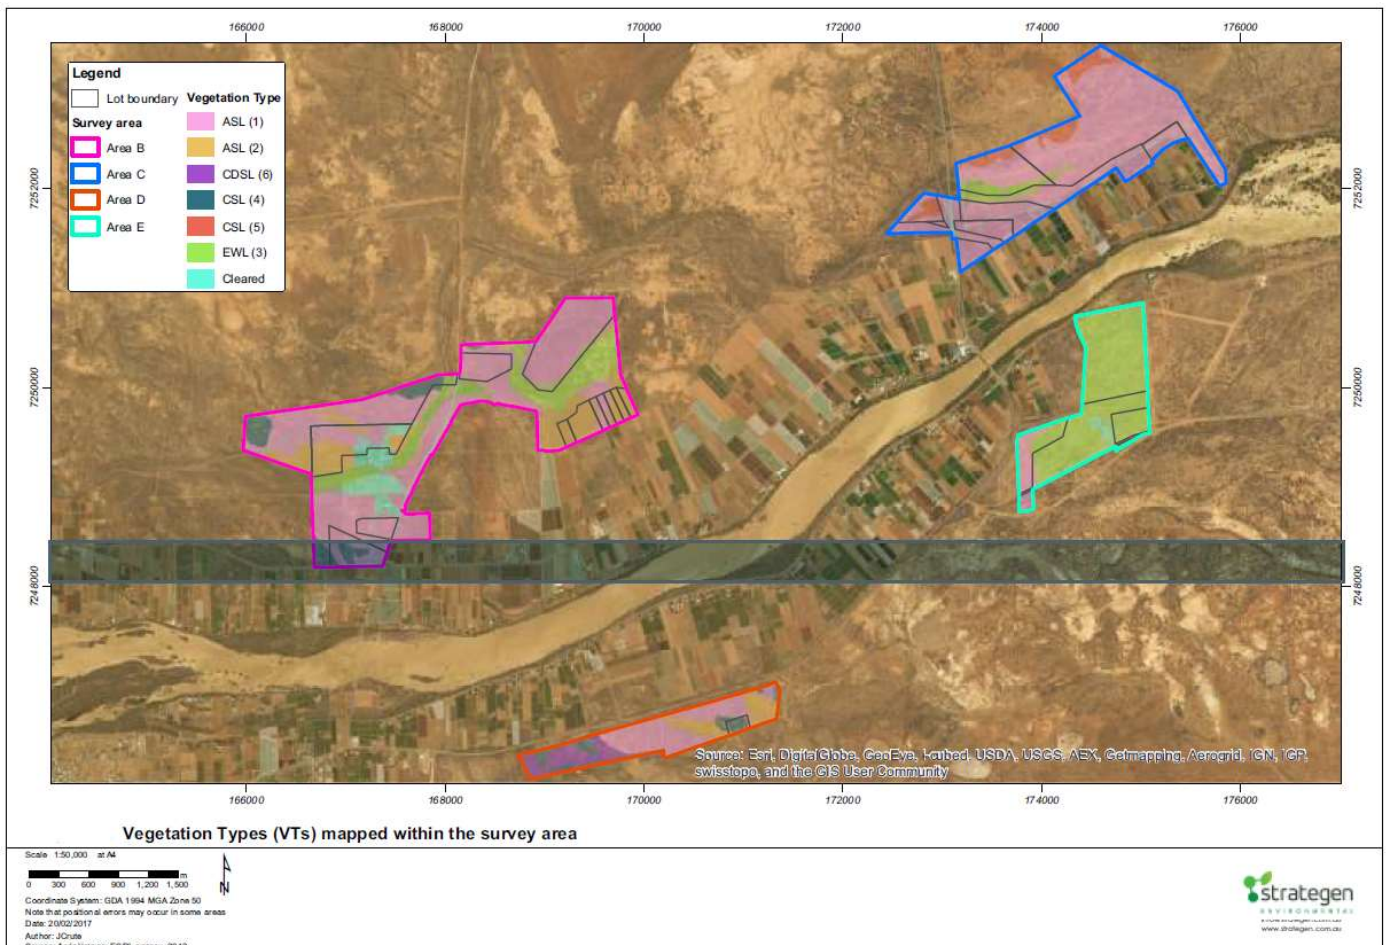 166000 168000 170000 172000 174000 176000
Legend
Lot boundary
Survey area
Area B
Area C
Area D
Area E
Vegetation Type
ASL (1)
ASL (2)
CDSL (6)
CSL (4)
CSL (5)
EWL (3)
Cleared
7252000 7252000
7250000 7250000
7248000 7248000
Source: Esri, DigitalGlobe, GeoEye, i-cubed, USDA, USGS, AEX, Getmapping, Aerogrid, IGN, IGP,
swisstopo, and the GIS User Community
166000 168000 170000 172000 174000 176000
Vegetation Types (VTs) mapped within the survey area
Scale 1:50,000 at A4
m
0 300 600 900 1,200 1,500
N
Coordinate System: GDA 1994 MGA Zone 50
Note that positional errors may occur in some areas
Date: 20/02/2017
Author: JCrute
strategen
ENVIRONMENTAL
www.strategen.com.au